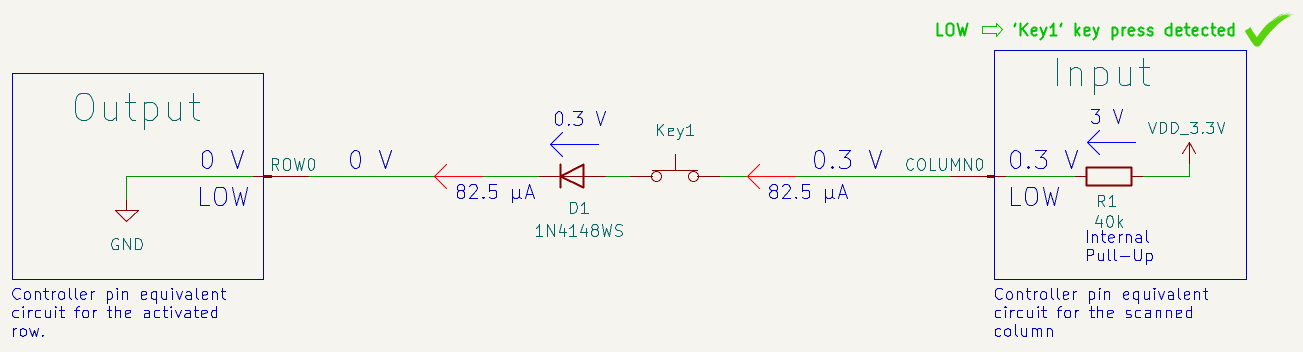 LOW ⇨ 'Key1' key press detected
Output
Input
0 V
ROW0
0 V
LOW
GND
82.5 µA
0.3 V
D1
1N4148WS
Key1
0.3 V
82.5 µA
COLUMN0
0.3 V
LOW
3 V
VDD_3.3V
R1
40k
Internal
Pull-Up
Controller pin equivalent
circuit for the activated
row.
Controller pin equivalent
circuit for the scanned
column